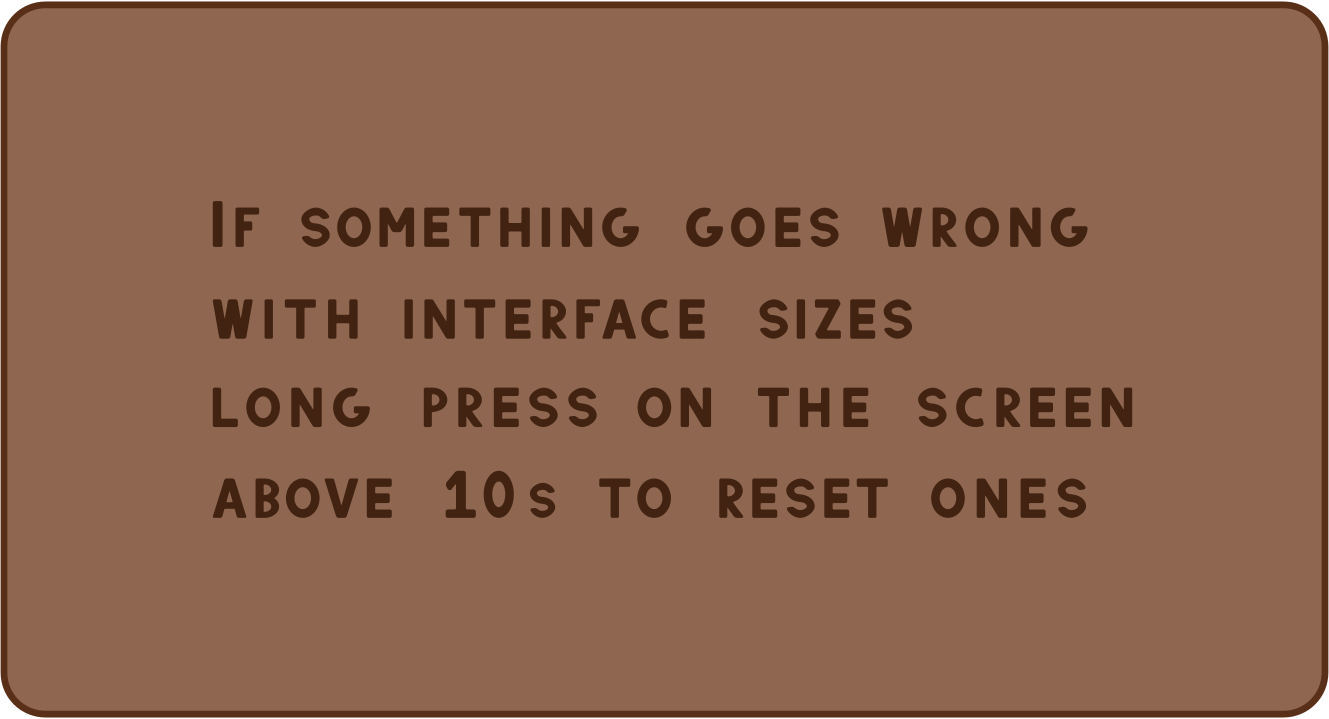 If something goes wrong
with interface sizes
long press on the screen
above 10s to reset ones